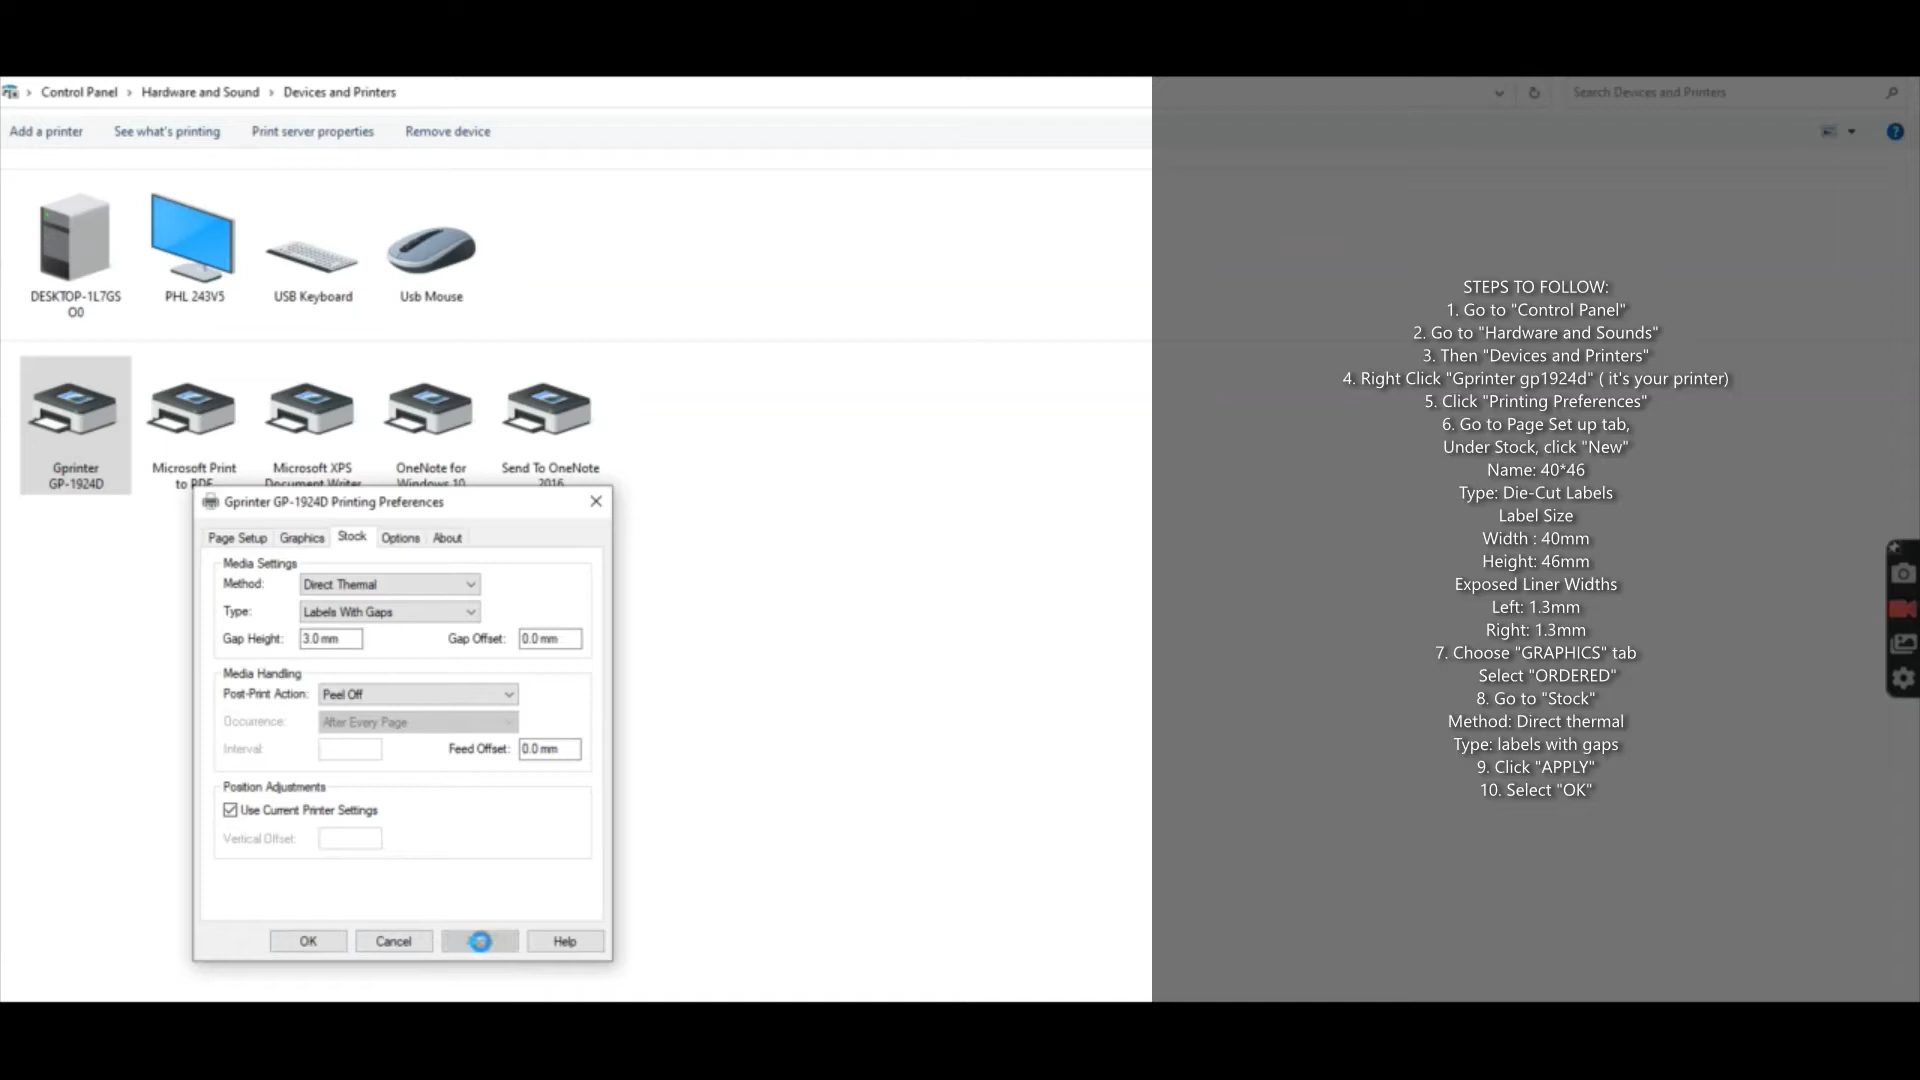 Control Panel > Hardware and Sound > Devices and Printers
Search Devices and Printers
Add a printer See what's printing Print server properties Remove device
DESKTOP-1L7GS
O0
PHL 243V5
USB Keyboard
Usb Mouse
Gprinter
GP-1924D
Microsoft Print
to PDF
Microsoft XPS
Document Writer
OneNote for
Windows 10
Send To OneNote
2016
Gprinter GP-1924D Printing Preferences
Page Setup Graphics Stock Options About
Media Settings
Method: Direct Thermal
Type: Labels With Gaps
Gap Height: 3.0 mm Gap Offset: 0.0 mm
Media Handling
Post-Print Action: Peel Off
Occurrence: After Every Page
Interval: Feed Offset: 0.0 mm
Position Adjustments
Use Current Printer Settings
Vertical Offset:
OK Cancel Help
STEPS TO FOLLOW:
1. Go to "Control Panel"
2. Go to "Hardware and Sounds"
3. Then "Devices and Printers"
4. Right Click "Gprinter gp1924d" ( it's your printer)
5. Click "Printing Preferences"
6. Go to Page Set up tab,
Under Stock, click "New"
Name: 40*46
Type: Die-Cut Labels
Label Size
Width : 40mm
Height: 46mm
Exposed Liner Widths
Left: 1.3mm
Right: 1.3mm
7. Choose "GRAPHICS" tab
Select "ORDERED"
8. Go to "Stock"
Method: Direct thermal
Type: labels with gaps
9. Click "APPLY"
10. Select "OK"